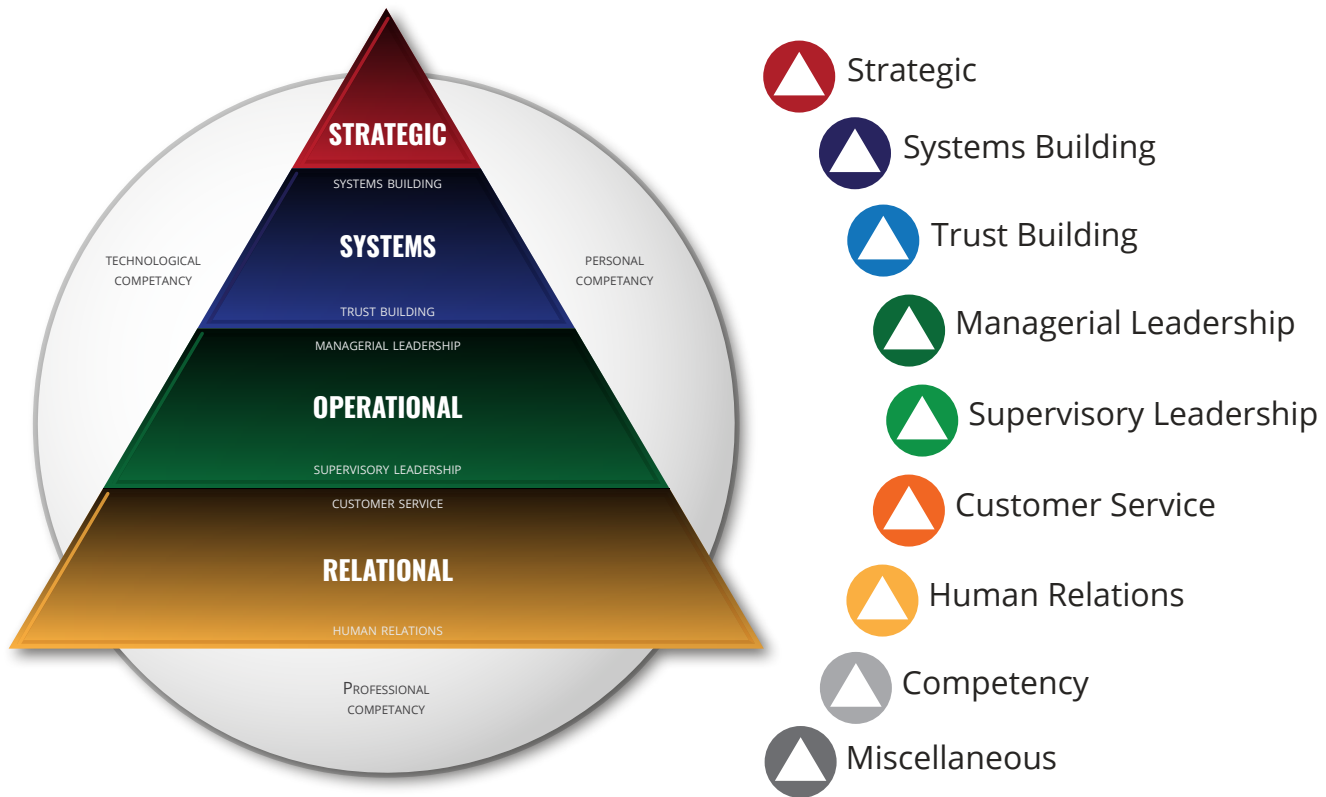 STRATEGIC
SYSTEMS BUILDING
SYSTEMS
TRUST BUILDING
TECHNOLOGICAL
COMPETANCY
PERSONAL
COMPETANCY
MANAGERIAL LEADERSHIP
OPERATIONAL
SUPERVISORY LEADERSHIP
CUSTOMER SERVICE
RELATIONAL
HUMAN RELATIONS
PROFESSIONAL
COMPETANCY
Strategic
Systems Building
Trust Building
Managerial Leadership
Supervisory Leadership
Customer Service
Human Relations
Competency
Miscellaneous